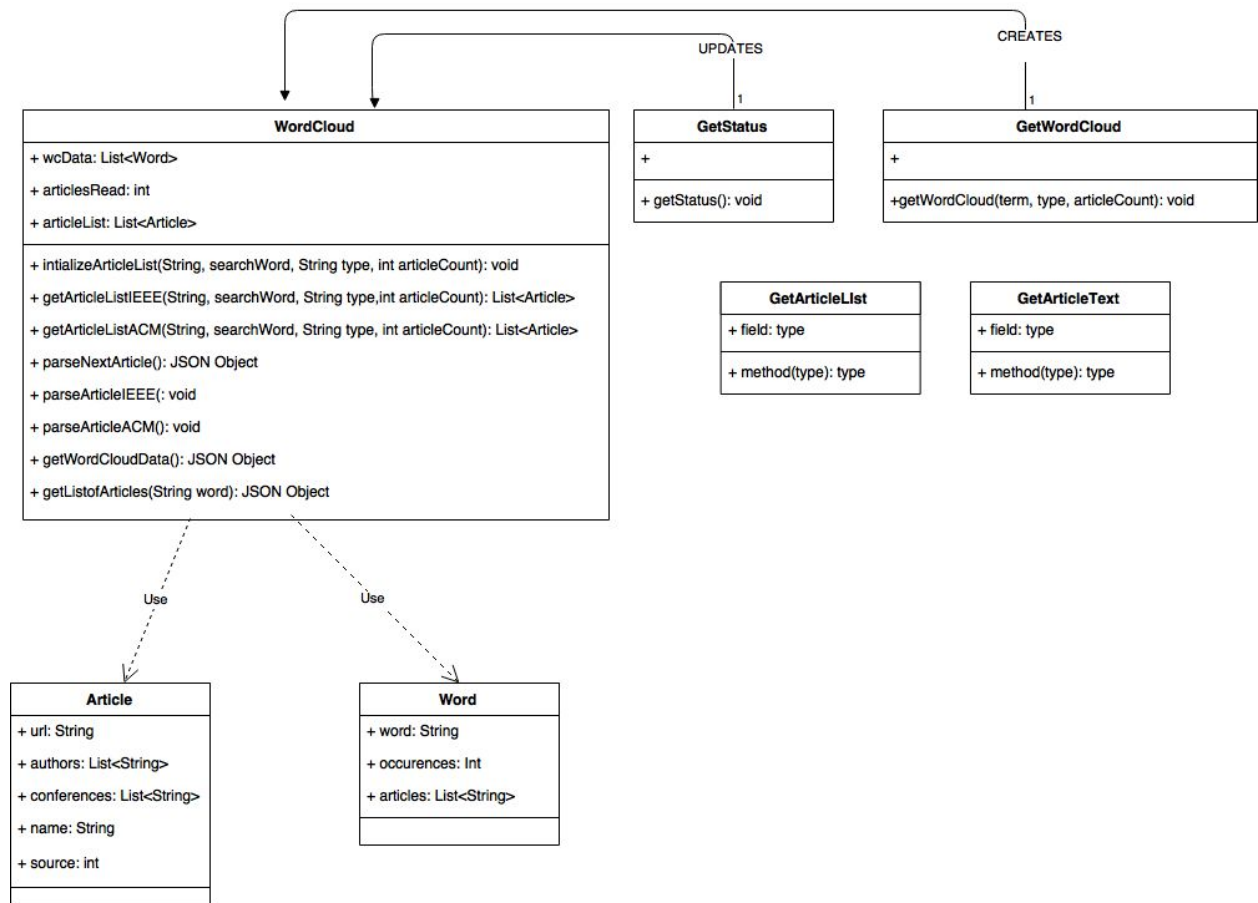 CREATES
UPDATES
1
1
WordCloud
+ wcData: List<Word>
+ articlesRead: int
+ articleList: List<Article>
+ intializeArticleList(String, searchWord, String type, int articleCount): void
+ getArticleListIEEE(String, searchWord, String type,int articleCount): List<Article>
+ getArticleListACM(String, searchWord, String type, int articleCount): List<Article>
+ parseNextArticle(): JSON Object
+ parseArticleIEEE(: void
+ parseArticleACM(): void
+ getWordCloudData(): JSON Object
+ getListofArticles(String word): JSON Object
GetStatus
+
+ getStatus(): void
GetWordCloud
+
+getWordCloud(term, type, articleCount): void
GetArticleLIst
+ field: type
+ method(type): type
GetArticleText
+ field: type
+ method(type): type
Use
Use
Article
+ url: String
+ authors: List<String>
+ conferences: List<String>
+ name: String
+ source: int
Word
+ word: String
+ occurences: Int
+ articles: List<String>